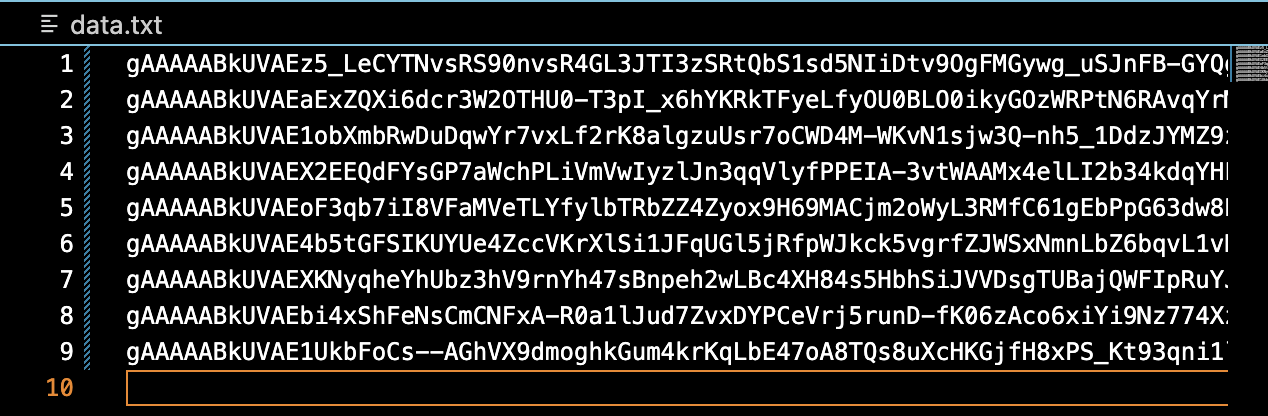 data.txt
1 gAAAAABkUVAEz5_LeCYTNvsRS90nvsR4GL3JTI3zSRtQbS1sd5NIiDtv9OgFMGywg_uSJnFB-GYQ
2 gAAAAABkUVAEaExZQXi6dcr3W2OTHU0-T3pI_x6hYKRkTFyeLfyOU0BLO0ikyGOzWRPtN6RAvqYr
3 gAAAAABkUVAE1obXmbRwDuDqwYr7vxLf2rK8algzuUsr7oCWD4M-WKvN1sjw3Q-nh5_1DdzJYMZ9
4 gAAAAABkUVAEX2EEQdFYsGP7aWchPLiVmVwIyzlJn3qqVlyfPPEIA-3vtWAAMx4elLI2b34kdqYH
5 gAAAAABkUVAEoF3qb7iI8VFaMVeTLYfylbTRbZZ4Zyox9H69MACjm2oWyL3RMfC61gEbPpG63dw8
6 gAAAAABkUVAE4b5tGFSIKUYUe4ZccVKrXlSi1JFqUGl5jRfpWJkck5vgrfZJWSxNmnLbZ6bqvL1v
7 gAAAAABkUVAEXKNyqheYhUbz3hV9rnYh47sBnpeh2wLBc4XH84s5HbhSiJVVDsgTUBajQWFIpRuY
8 gAAAAABkUVAEbi4xShFeNsCmCNFxA-R0a1lJud7ZvxDYPCeVrj5runD-fK06zAco6xiYi9Nz774X
9 gAAAAABkUVAE1UkbFoCs--AGhVX9dmoghkGum4krKqLbE47oA8TQs8uXcHKGjfH8xPS_Kt93qni1
10